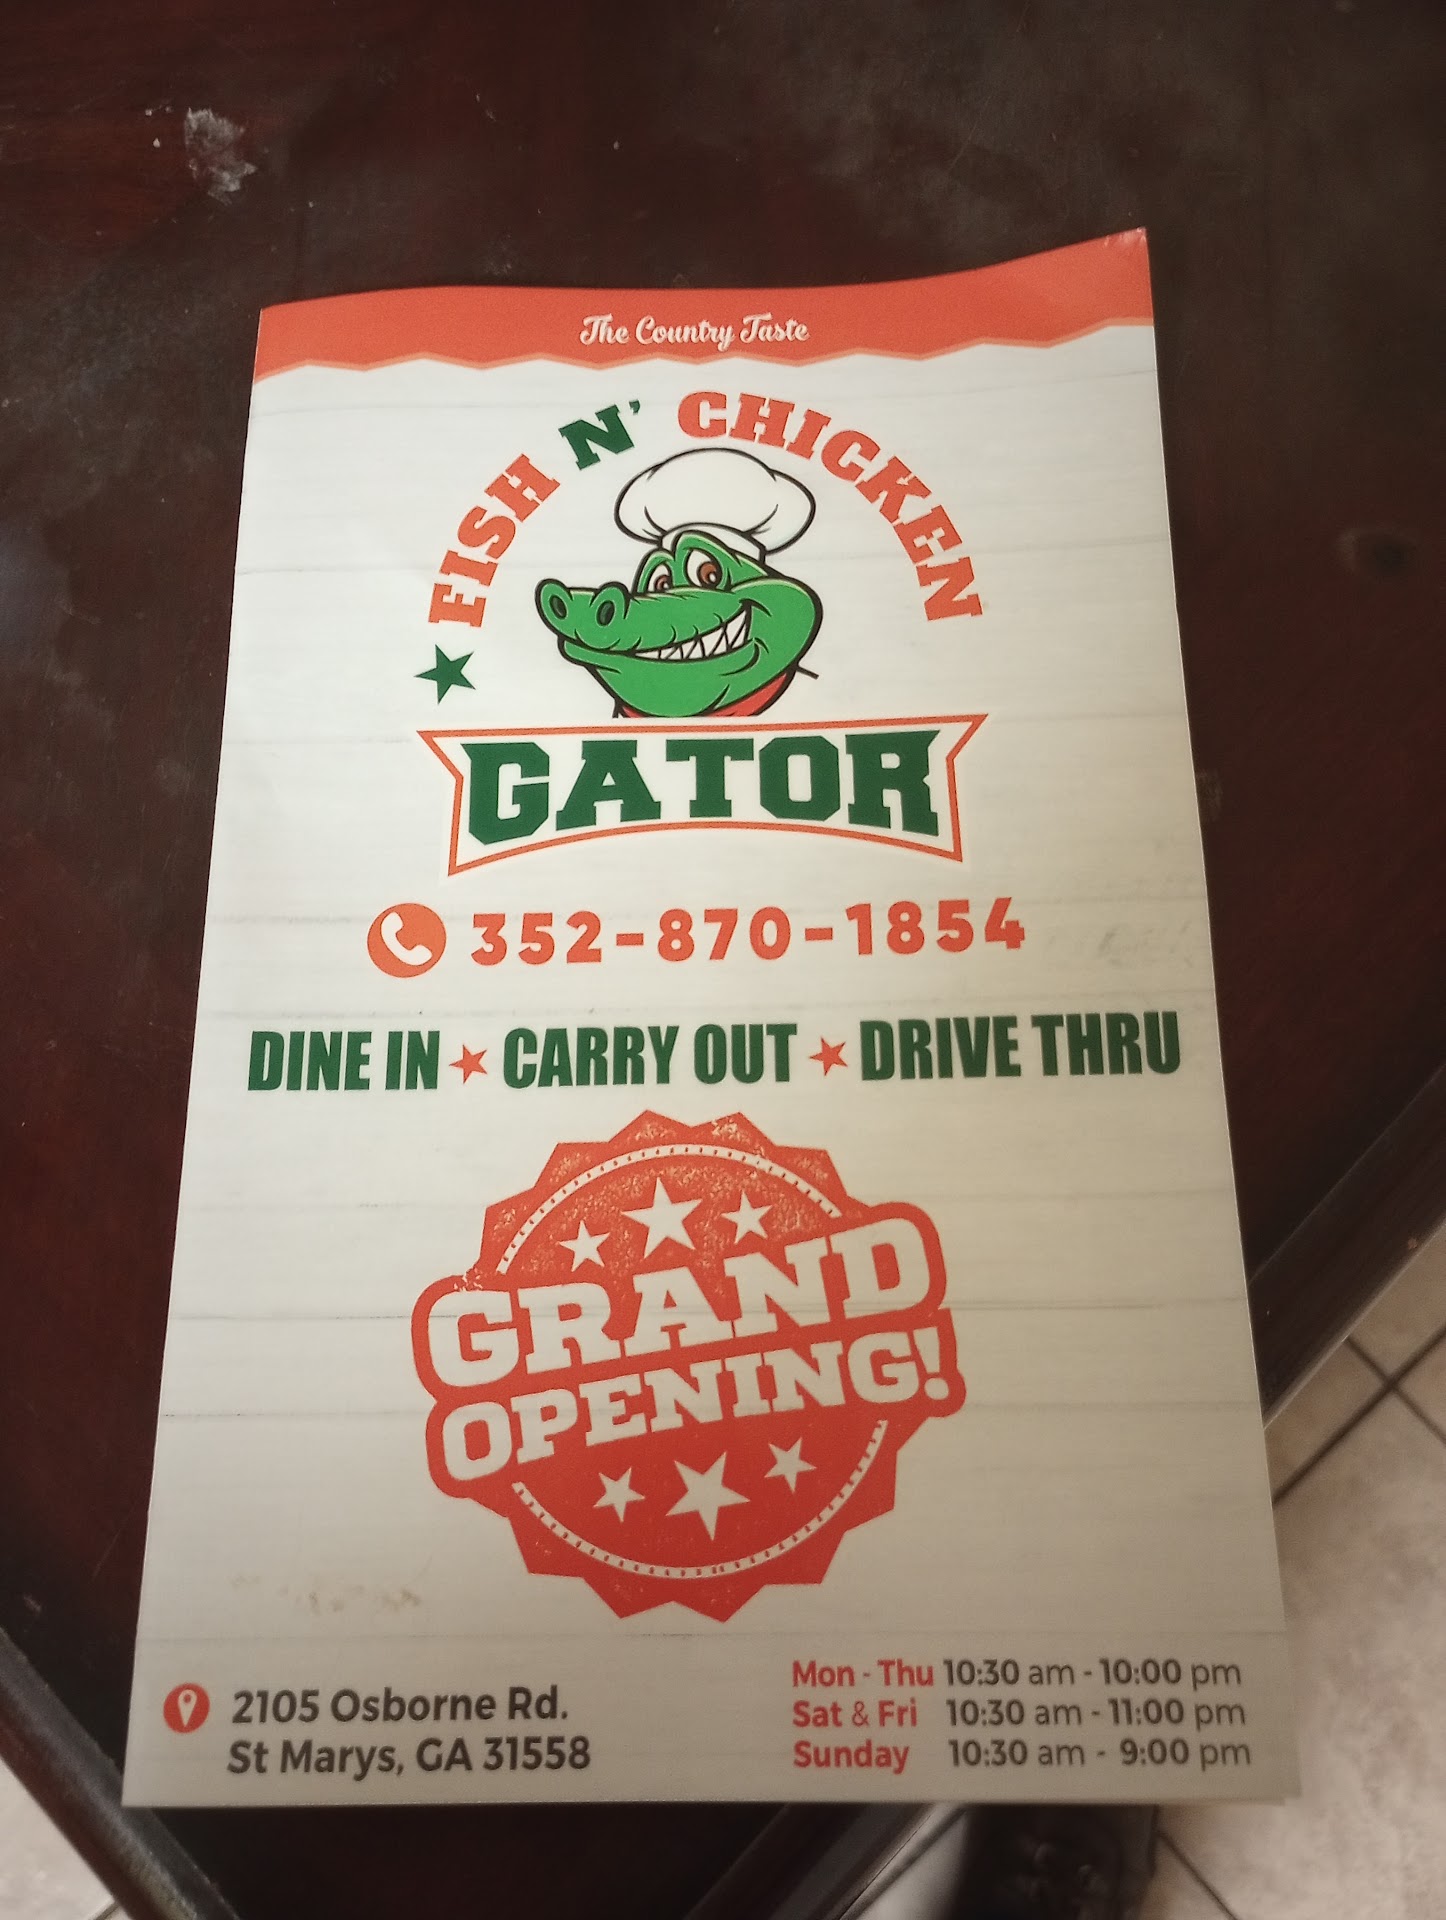 The Country Taste
FISH N' CHICKEN
GATOR
352-870-1854
DINE IN ★ CARRY OUT ★ DRIVE THRU
GRAND
OPENING!
2105 Osborne Rd.
St Marys, GA 31558
Mon - Thu 10:30 am - 10:00 pm
Sat & Fri 10:30 am - 11:00 pm
Sunday 10:30 am - 9:00 pm